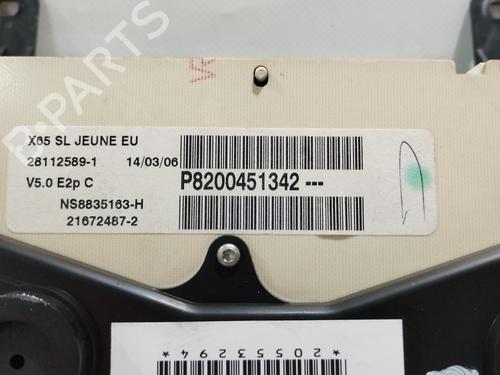 B-PARTS
X65 SL JEUNE EU
28112589-1 14/03/06
V5.0 E2p C P8200451342 ---
NS8835163-H
21672487-2
*20553294*